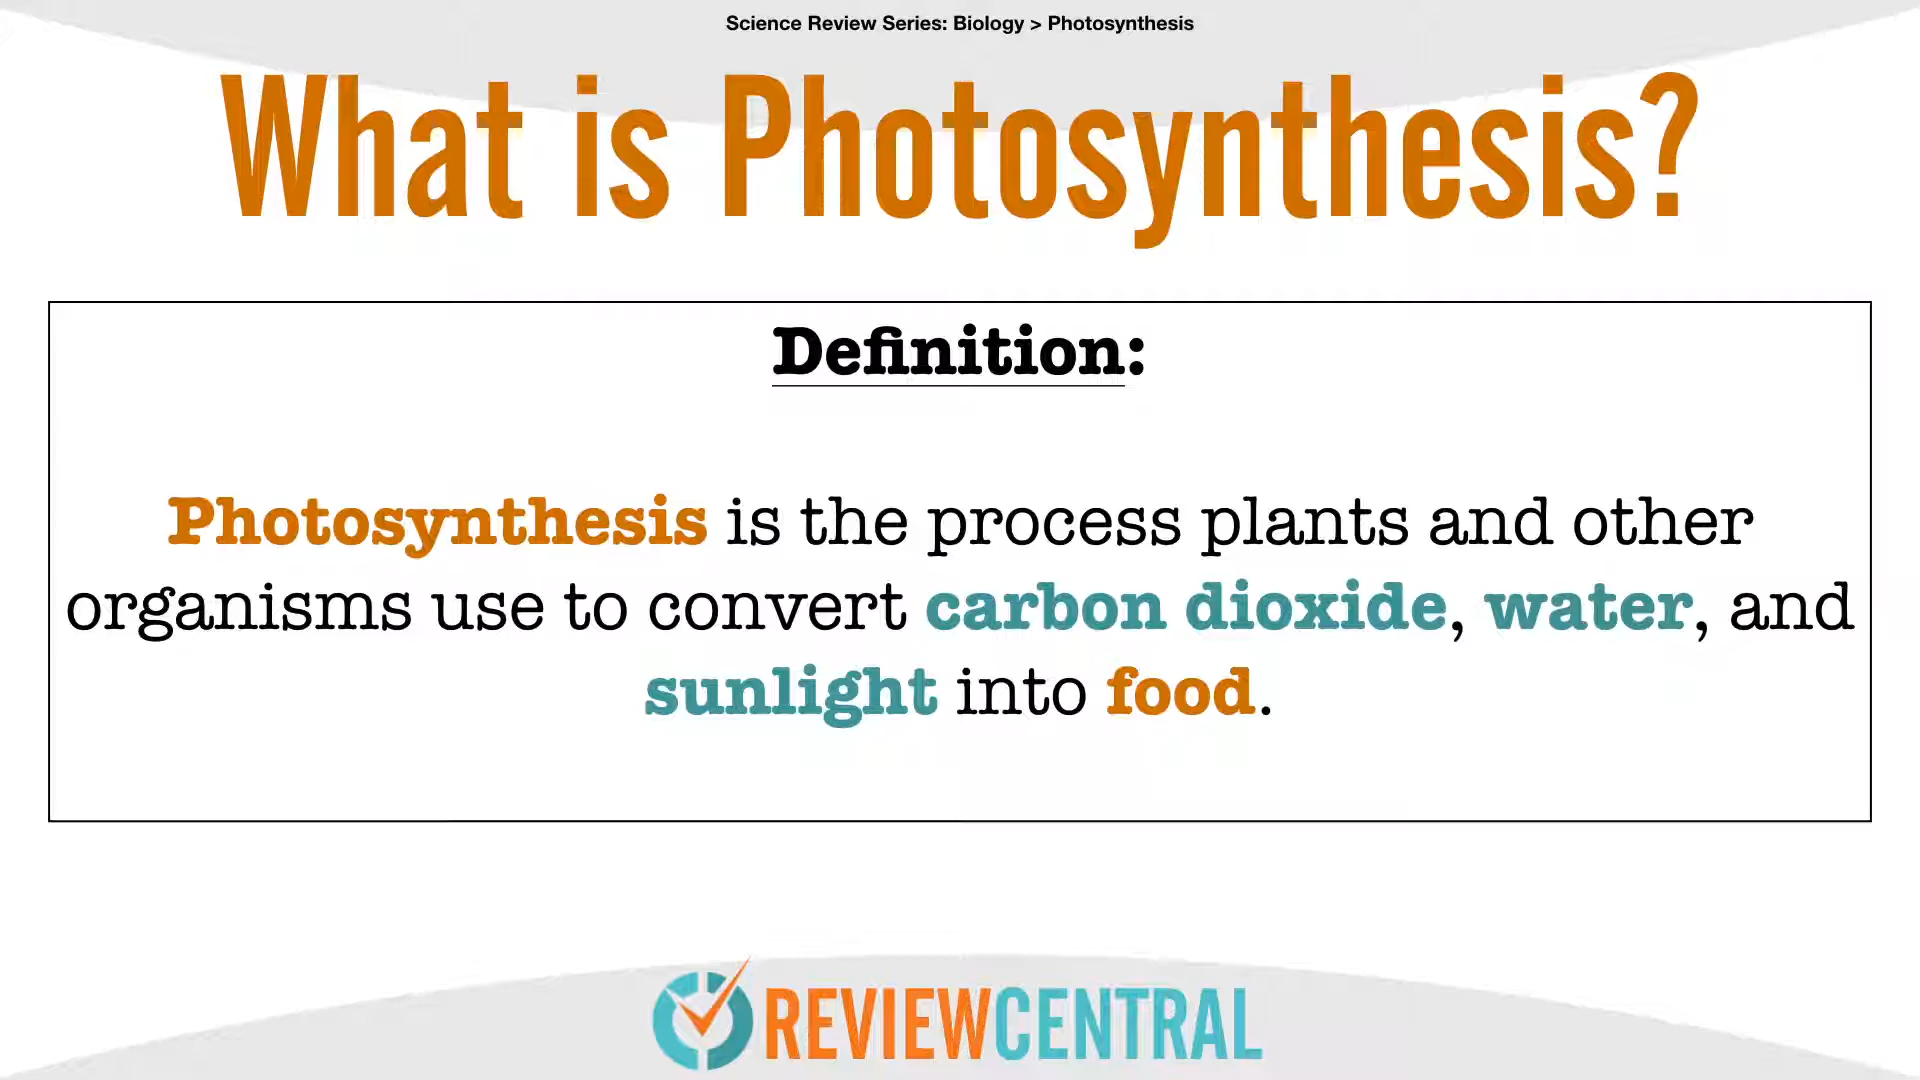 Science Review Series: Biology > Photosynthesis
What is Photosynthesis?
Definition:
Photosynthesis is the process plants and other
organisms use to convert carbon dioxide, water, and
sunlight into food.
REVIEWCENTRAL